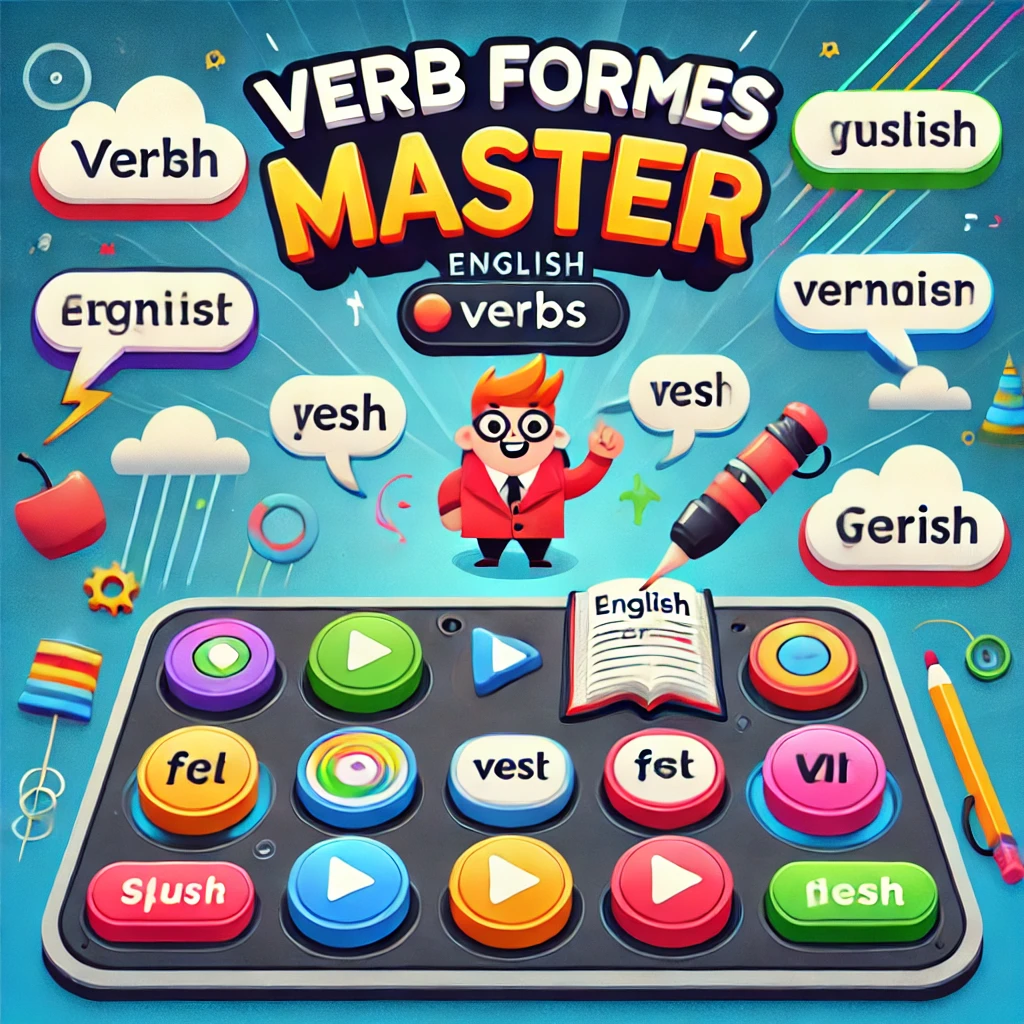 VERB FORMES
MASTER
ENGLISH
verbs
Verbh
guslish
Ergniist
vernoisn
yesh
vesh
Gerish
English
fel
vest
fst
VII
Slush
flesh